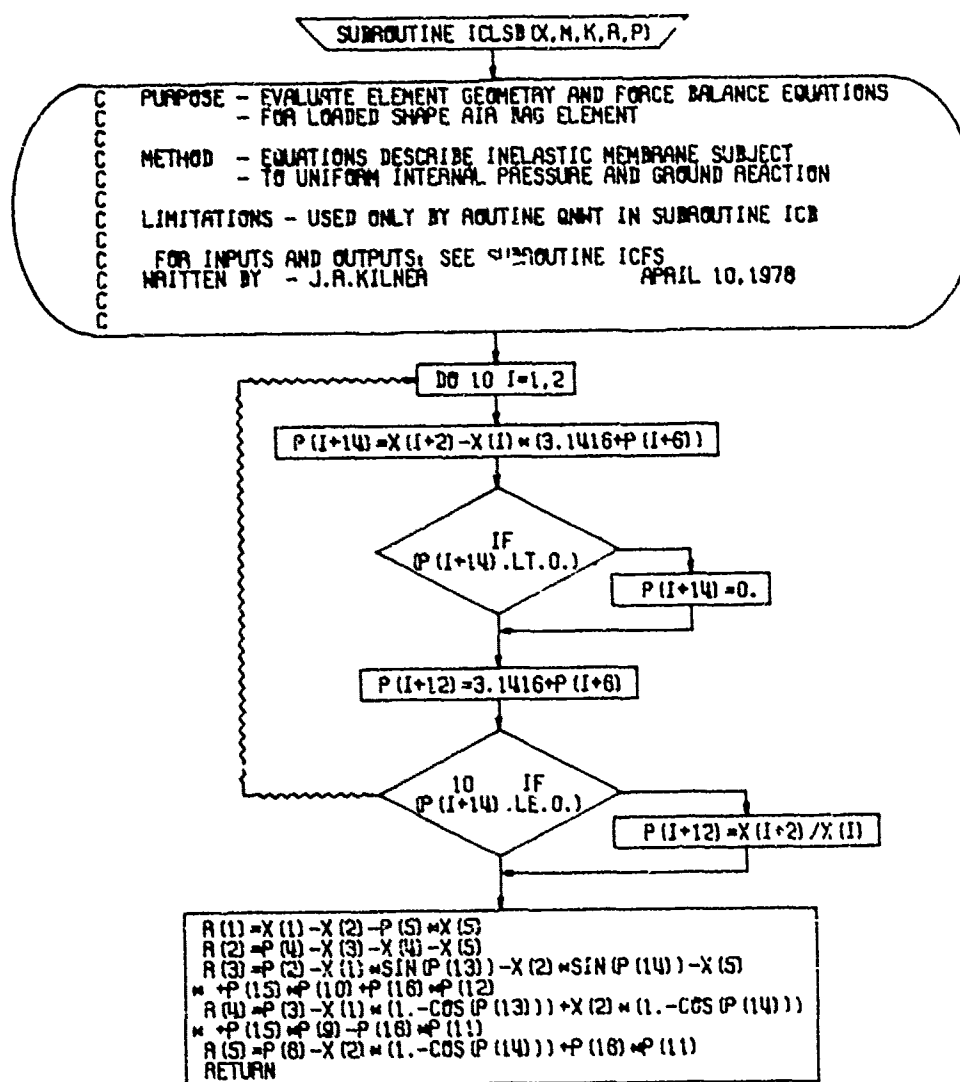 SUBROUTINE ICLSB(X,M,K,R,P)
C PURPOSE - EVALUATE ELEMENT GEOMETRY AND FORCE BALANCE EQUATIONS
C - FOR LOADED SHAPE AIR BAG ELEMENT
C
C METHOD - EQUATIONS DESCRIBE INELASTIC MEMBRANE SUBJECT
C - TO UNIFORM INTERNAL PRESSURE AND GROUND REACTION
C
C LIMITATIONS - USED ONLY BY ROUTINE QNWT IN SUBROUTINE ICB
C
C FOR INPUTS AND OUTPUTS: SEE SUBROUTINE ICFS
C WRITTEN BY - J.R.KILNER APRIL 10,1978
C
C
DO 10 I=1,2
P(I+14)=X(I+2)-X(I)*(3.1416+P(I+6))
IF
(P(I+14).LT.0.)
P(I+14)=0.
P(I+12)=3.1416+P(I+6)
10 IF
(P(I+14).LE.0.)
P(I+12)=X(I+2)/X(I)
R(1)=X(1)-X(2)-P(5)*X(5)
R(2)=P(4)-X(3)-X(4)-X(5)
R(3)=P(2)-X(1)*SIN(P(13))-X(2)*SIN(P(14))-X(5)
* +P(15)*P(10)+P(16)*P(12)
R(4)=P(3)-X(1)*(1.-COS(P(13)))+X(2)*(1.-COS(P(14)))
* +P(15)*P(9)-P(16)*P(11)
R(5)=P(6)-X(2)*(1.-COS(P(14)))+P(16)*P(11)
RETURN